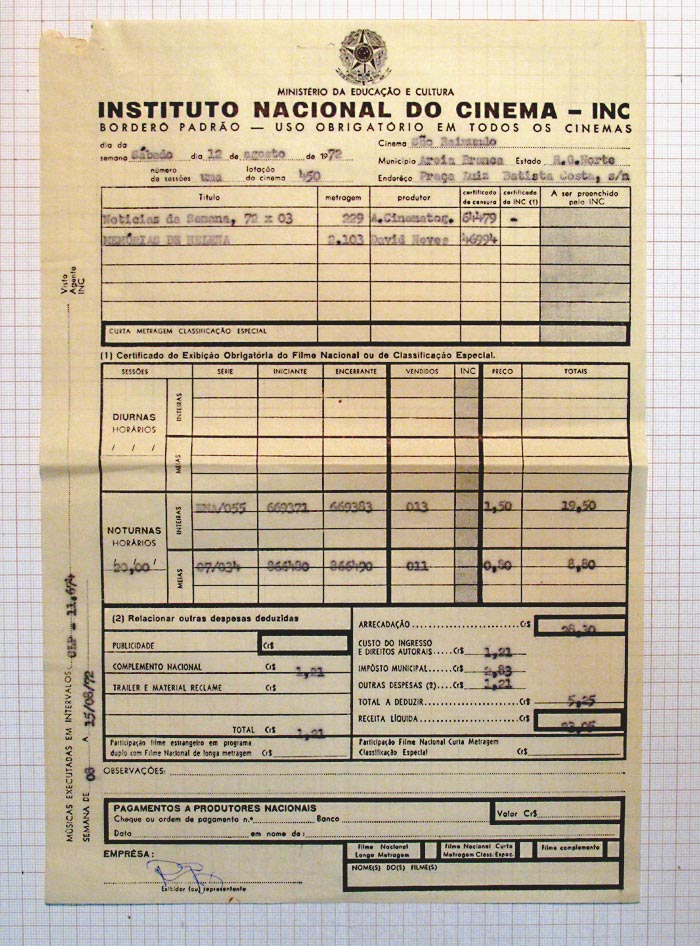 MINISTÉRIO DA EDUCAÇÃO E CULTURA
INSTITUTO NACIONAL DO CINEMA – INC
BORDERÔ PADRÃO — USO OBRIGATÓRIO EM TODOS OS CINEMAS
dia da semana Sábado dia 12 de agosto de 1972 Cinema São Raimundo
Município Areia Branca Estado R.G.Norte
número de sessões uma lotação do cinema 450 Enderêço Praça Luiz Batista Costa, s/n
Título metragem produtor certificado de censura certificado do INC (1) A ser preenchido pelo INC
Notícias da Semana, 72 x 03 229 A.Cinematog. 64479 -
MEMÓRIAS DE HELENA 2.103 David Neves 46994
CURTA METRAGEM CLASSIFICAÇÃO ESPECIAL
(1) Certificado de Exibição Obrigatória do Filme Nacional ou de Classificação Especial.
SESSÕES SÉRIE INICIANTE ENCERRANTE VENDIDOS INC PREÇO TOTAIS
DIURNAS
HORÁRIOS
/ / /
INTEIRAS
MEIAS
NOTURNAS
HORÁRIOS
20,00
INTEIRAS /055 669371 669383 013 1,50 19,50
MEIAS 07/034 866480 866490 011 0,80 8,80
(2) Relacionar outras despesas deduzidas
PUBLICIDADE Cr$
COMPLEMENTO NACIONAL Cr$ 1,21
TRAILER E MATERIAL RECLAME Cr$
TOTAL Cr$ 1,21
Participação filme estrangeiro em programa
duplo com Filme Nacional de longa metragem Cr$
ARRECADAÇÃO Cr$ 28,30
CUSTO DO INGRESSO
E DIREITOS AUTORAIS Cr$ 1,21
IMPÔSTO MUNICIPAL Cr$ 2,83
OUTRAS DESPESAS (2) Cr$ 1,21
TOTAL A DEDUZIR Cr$ 5,25
RECEITA LÍQUIDA Cr$ 23,05
Participação Filme Nacional Curta Metragem
Classificação Especial Cr$
OBSERVAÇÕES:
PAGAMENTOS A PRODUTORES NACIONAIS
Cheque ou ordem de pagamento n.º Banco Valor Cr$
Data em nome de:
Filme Nacional Longa Metragem Filme Nacional Curta Metragem Class. Espec. Filme complemento
NOME(S) DO(S) FILME(S)
EMPRÊSA:
Exibidor (ou) representante
Visto Agente INC
MÚSICAS EXECUTADAS EM INTERVALOS: OLP - 11.674
SEMANA DE 08 A 15/08/72